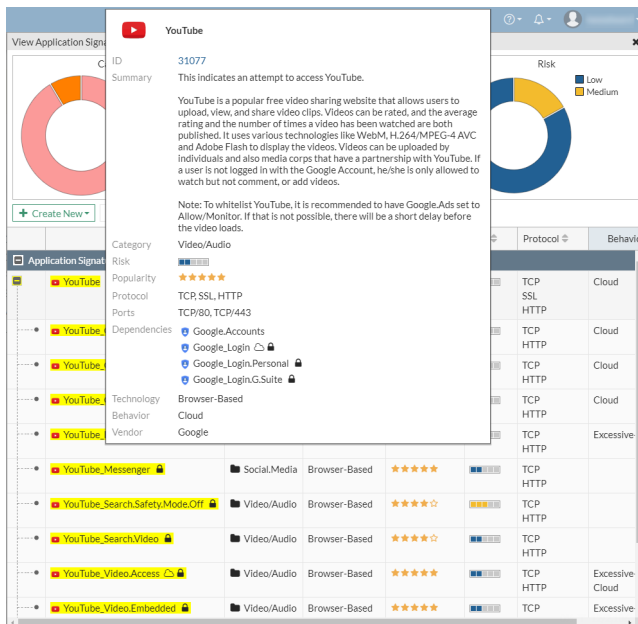 View Application Signa
YouTube
ID 31077
Summary This indicates an attempt to access YouTube.
YouTube is a popular free video sharing website that allows users to
upload, view, and share video clips. Videos can be rated, and the average
rating and the number of times a video has been watched are both
published. It uses various technologies like WebM, H.264/MPEG-4 AVC
and Adobe Flash to display the videos. Videos can be uploaded by
individuals and also media corps that have a partnership with YouTube. If
a user is not logged in with the Google Account, he/she is only allowed to
watch but not comment, or add videos.
Note: To whitelist YouTube, it is recommended to have Google.Ads set to
Allow/Monitor. If that is not possible, there will be a short delay before
the video loads.
Category Video/Audio
Risk
Popularity
Protocol TCP, SSL, HTTP
Ports TCP/80, TCP/443
Dependencies Google.Accounts
Google_Login
Google_Login.Personal
Google_Login.G.Suite
Technology Browser-Based
Behavior Cloud
Vendor Google
Risk
Low
Medium
+ Create New
Protocol Behavi
Application Signat
YouTube TCP Cloud
SSL
HTTP
YouTube_ TCP Cloud
HTTP
YouTube_ TCP Cloud
HTTP
YouTube_ TCP Cloud
HTTP
YouTube_ TCP Excessive-
HTTP
YouTube_Messenger Social.Media Browser-Based TCP
HTTP
YouTube_Search.Safety.Mode.Off Video/Audio Browser-Based TCP
HTTP
YouTube_Search.Video Video/Audio Browser-Based TCP
HTTP
YouTube_Video.Access Video/Audio Browser-Based TCP Excessive-
HTTP Cloud
YouTube_Video.Embedded Video/Audio Browser-Based TCP Excessive-